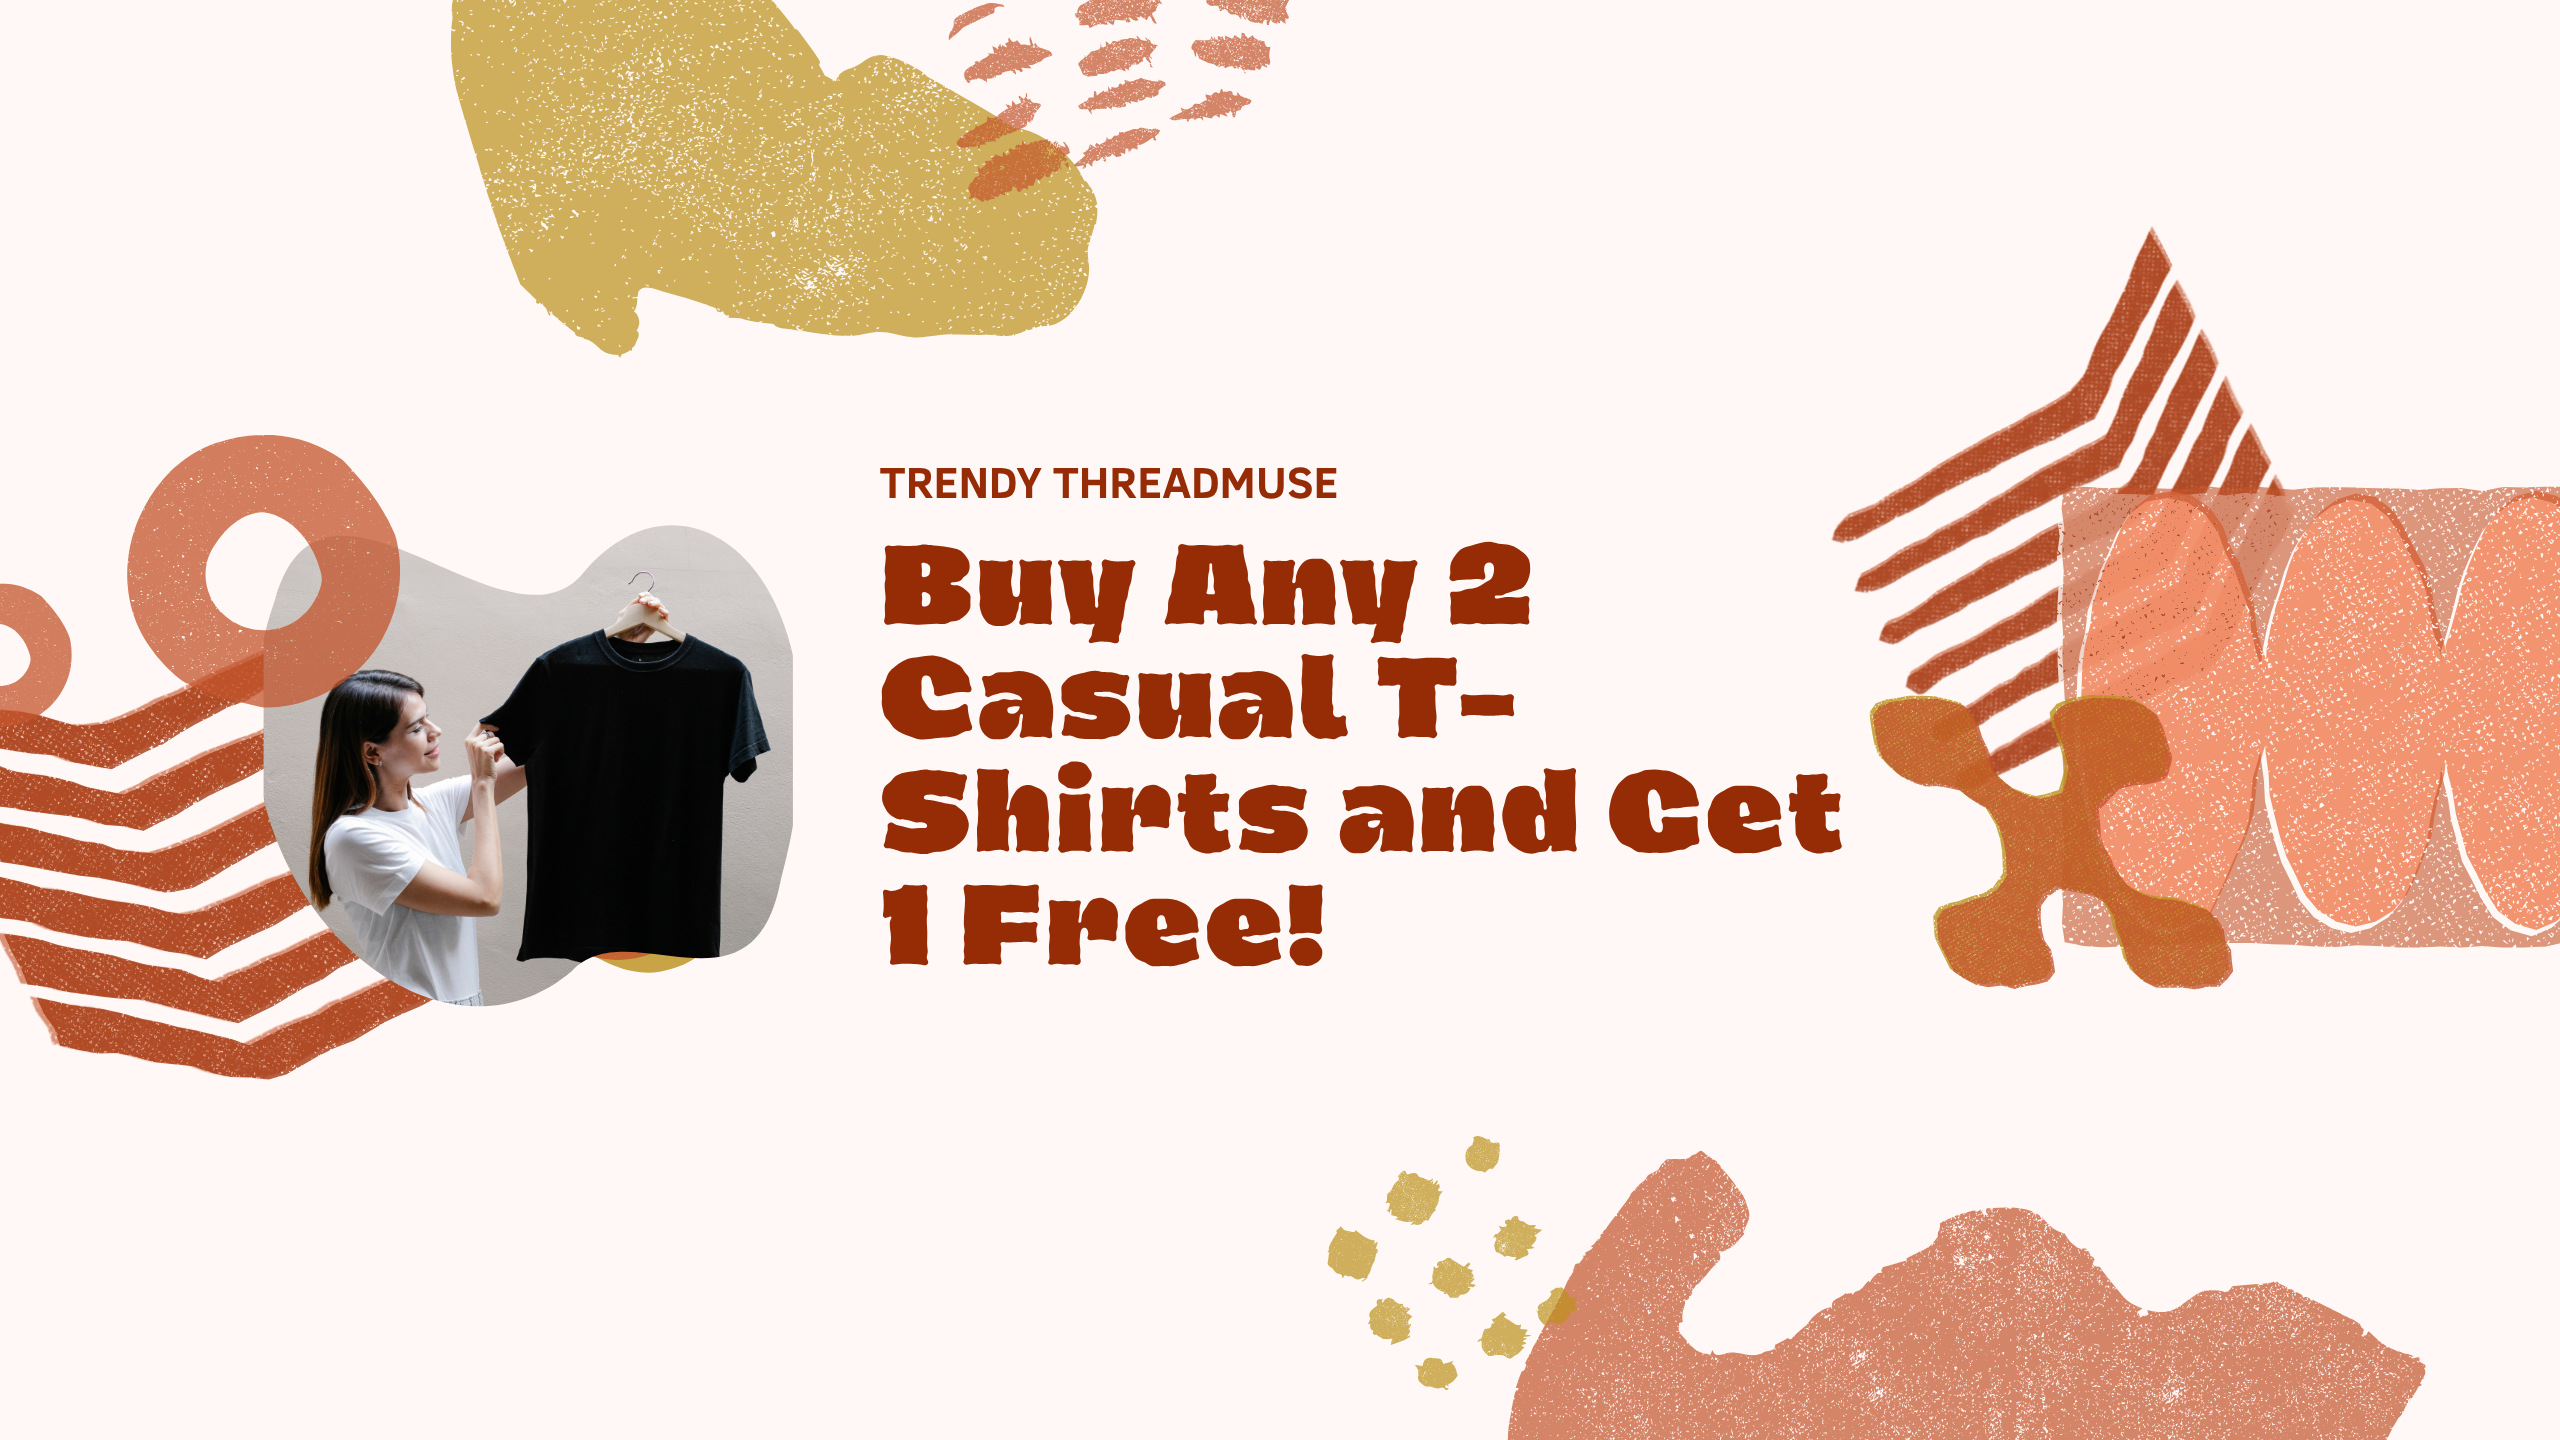 TRENDY THREADMUSE
Buy Any 2
Casual T-
Shirts and Get
1 Free!